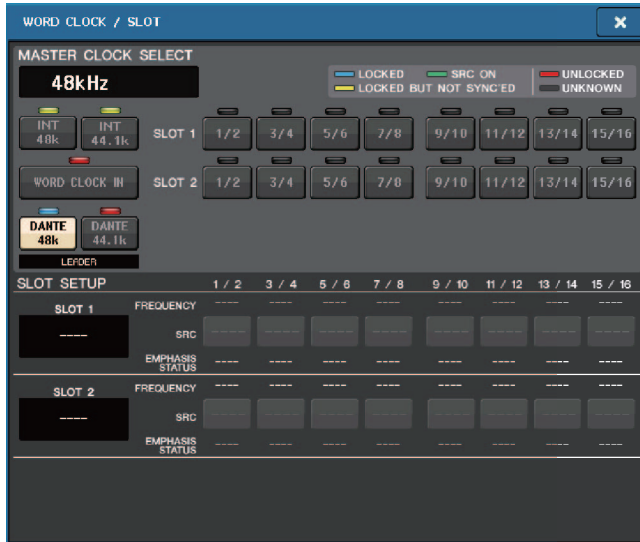 WORD CLOCK / SLOT
MASTER CLOCK SELECT
48kHz
LOCKED SRC ON UNLOCKED
LOCKED BUT NOT SYNC'ED UNKNOWN
INT 48k INT 44.1k SLOT 1 1/2 3/4 5/6 7/8 9/10 11/12 13/14 15/16
WORD CLOCK IN SLOT 2 1/2 3/4 5/6 7/8 9/10 11/12 13/14 15/16
DANTE 48k DANTE 44.1k
LEADER
SLOT SETUP 1 / 2 3 / 4 5 / 6 7 / 8 9 / 10 11 / 12 13 / 14 15 / 16
SLOT 1 FREQUENCY ---- ---- ---- ---- ---- ---- ---- ----
---- SRC ---- ---- ---- ---- ---- ---- ---- ----
EMPHASIS STATUS ---- ---- ---- ---- ---- ---- ---- ----
SLOT 2 FREQUENCY ---- ---- ---- ---- ---- ---- ---- ----
---- SRC ---- ---- ---- ---- ---- ---- ---- ----
EMPHASIS STATUS ---- ---- ---- ---- ---- ---- ---- ----